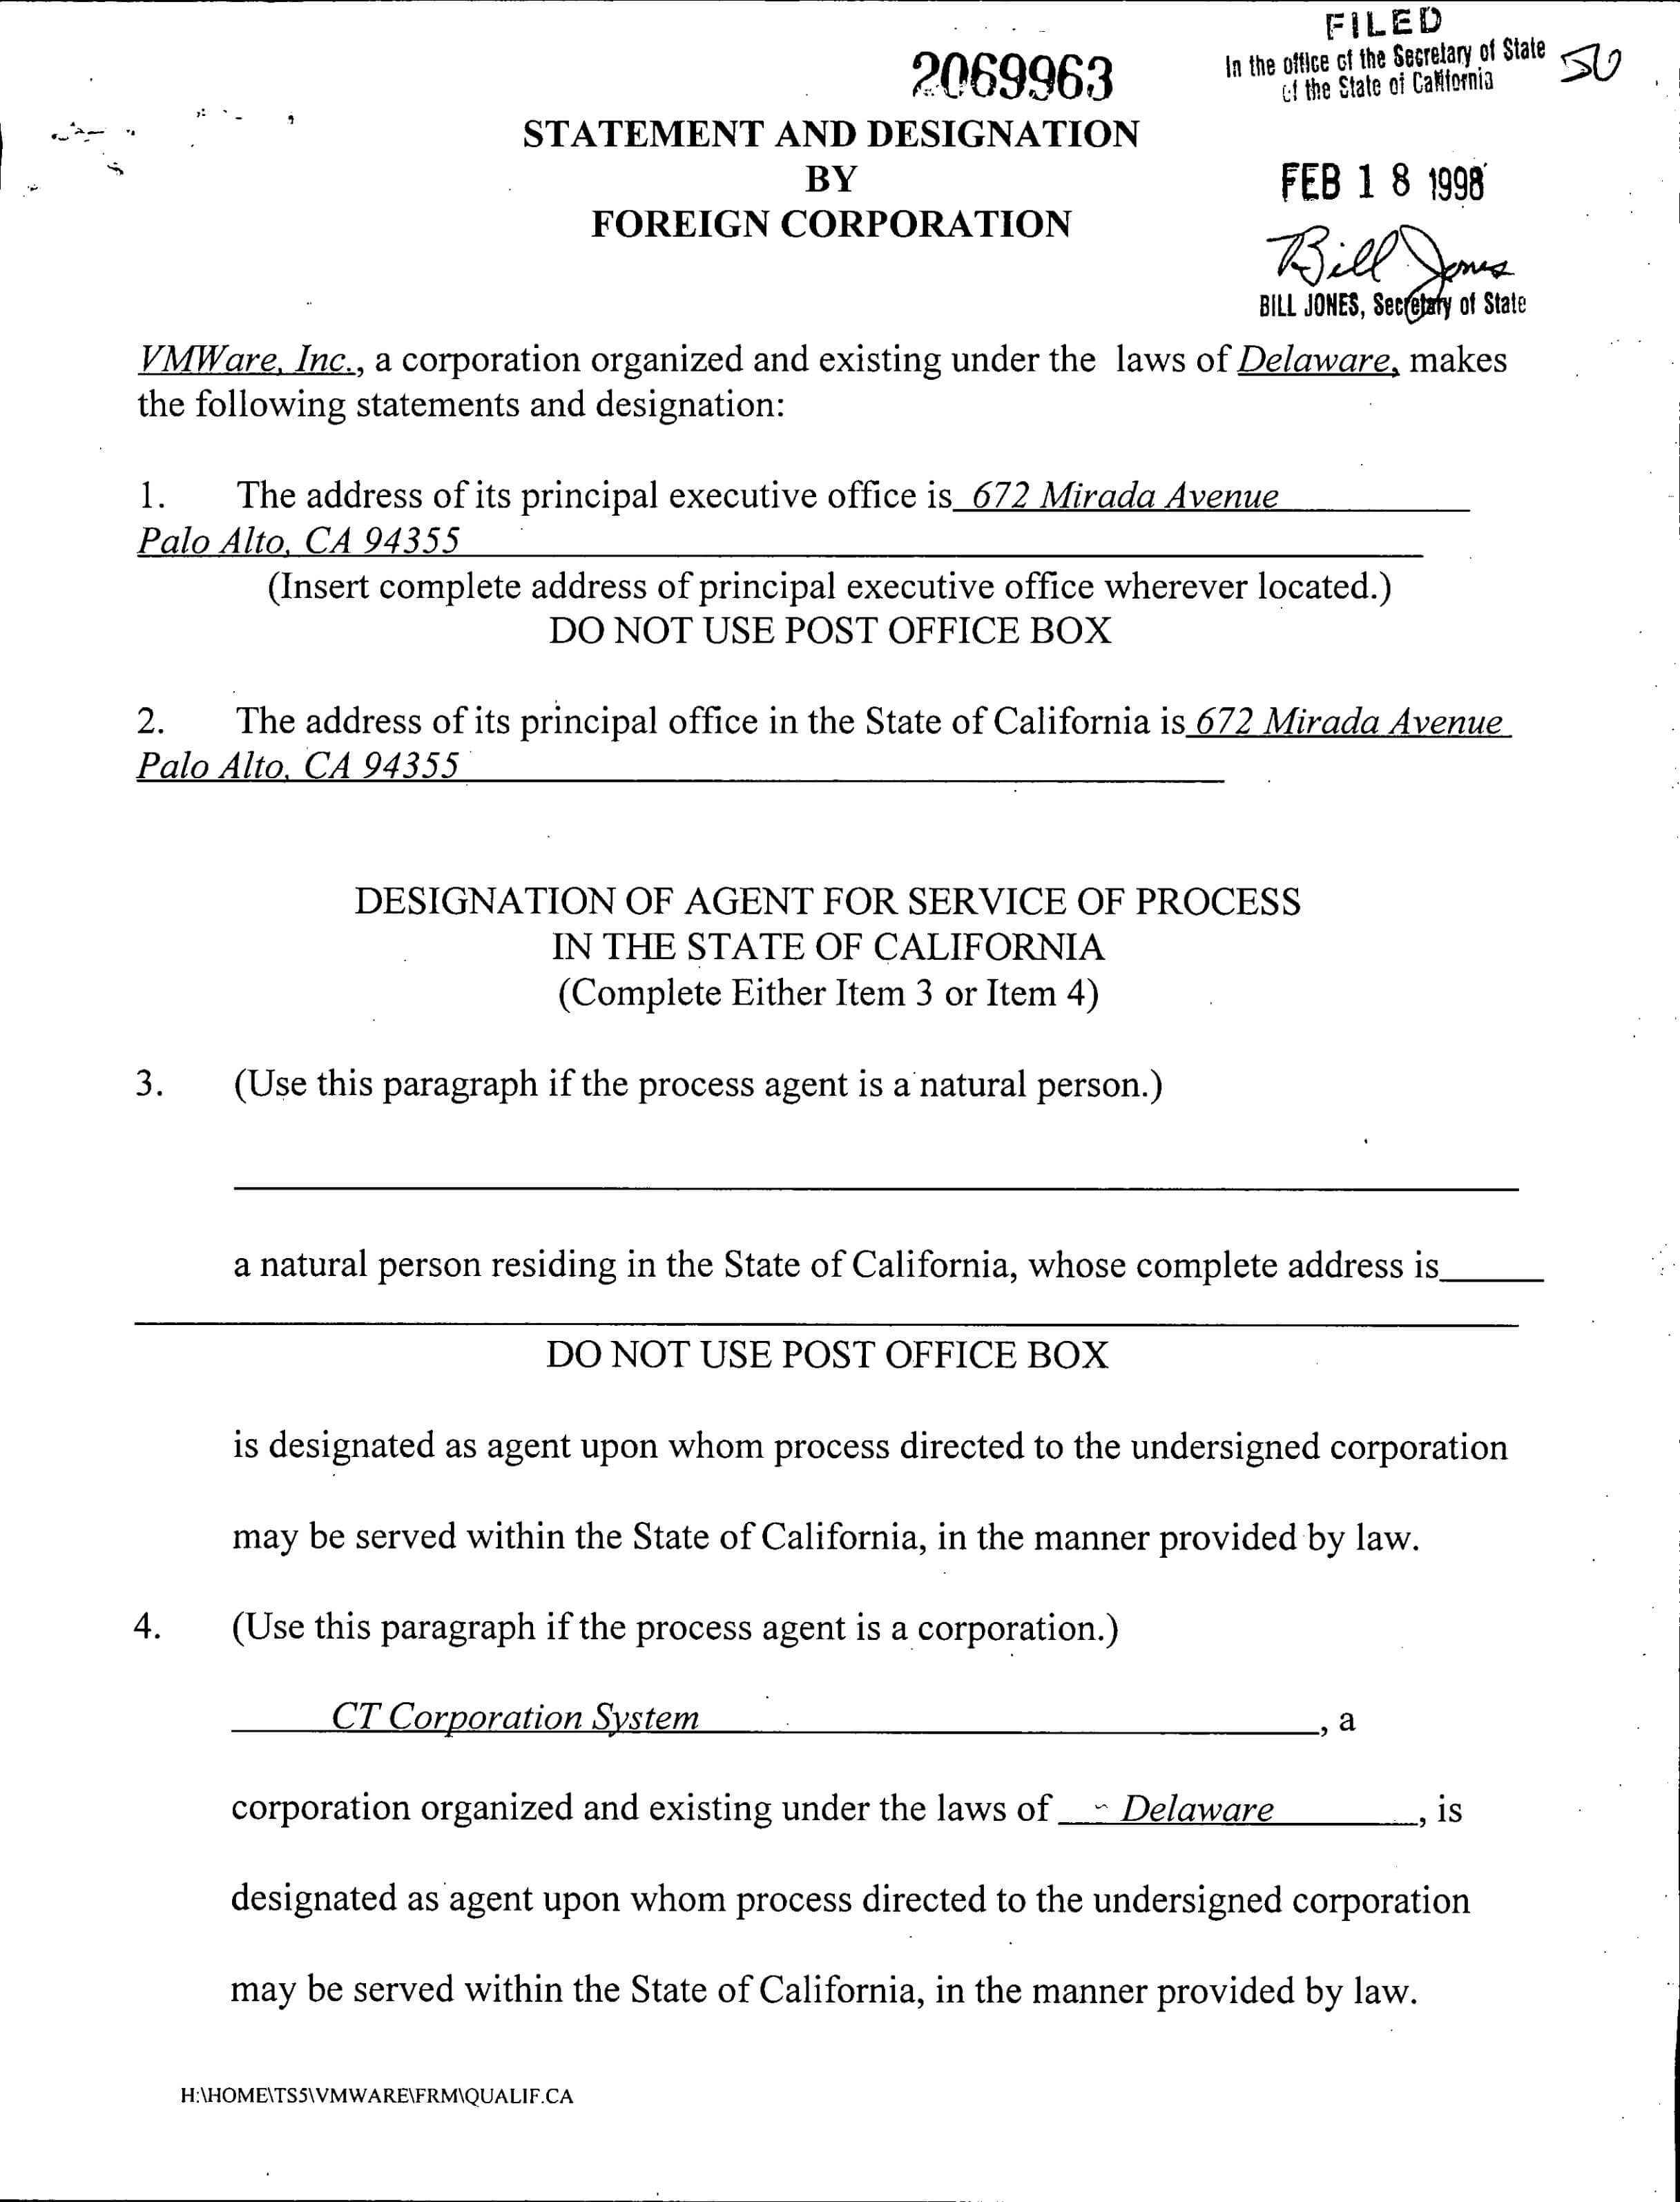 FILED
In the office of the Secretary of State
of the State of California
2069963
STATEMENT AND DESIGNATION
BY
FOREIGN CORPORATION
FEB 18 1998
Bill Jones
BILL JONES, Secretary of State
VMWare, Inc., a corporation organized and existing under the laws of Delaware, makes
the following statements and designation:
1. The address of its principal executive office is 672 Mirada Avenue
Palo Alto, CA 94355
(Insert complete address of principal executive office wherever located.)
DO NOT USE POST OFFICE BOX
2. The address of its principal office in the State of California is 672 Mirada Avenue
Palo Alto, CA 94355
DESIGNATION OF AGENT FOR SERVICE OF PROCESS
IN THE STATE OF CALIFORNIA
(Complete Either Item 3 or Item 4)
3. (Use this paragraph if the process agent is a natural person.)
a natural person residing in the State of California, whose complete address is
DO NOT USE POST OFFICE BOX
is designated as agent upon whom process directed to the undersigned corporation
may be served within the State of California, in the manner provided by law.
4. (Use this paragraph if the process agent is a corporation.)
CT Corporation System, a
corporation organized and existing under the laws of Delaware, is
designated as agent upon whom process directed to the undersigned corporation
may be served within the State of California, in the manner provided by law.
H:\HOME\TS5\VMWARE\FRM\QUALIF.CA